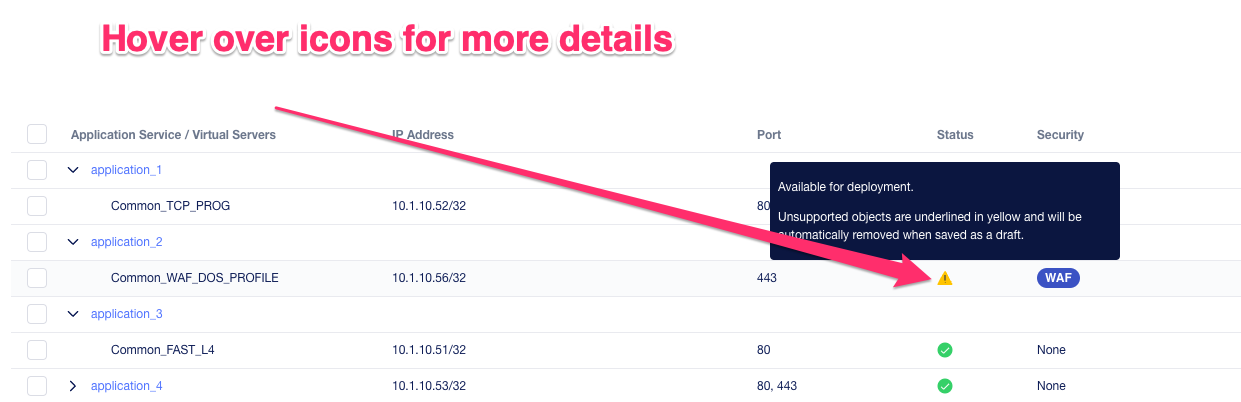 Hover over icons for more details
Application Service / Virtual Servers IP Address Port Status Security
application_1
Available for deployment.
Common_TCP_PROG 10.1.10.52/32 80
Unsupported objects are underlined in yellow and will be
automatically removed when saved as a draft.
application_2
Common_WAF_DOS_PROFILE 10.1.10.56/32 443 WAF
application_3
Common_FAST_L4 10.1.10.51/32 80 None
application_4 10.1.10.53/32 80, 443 None